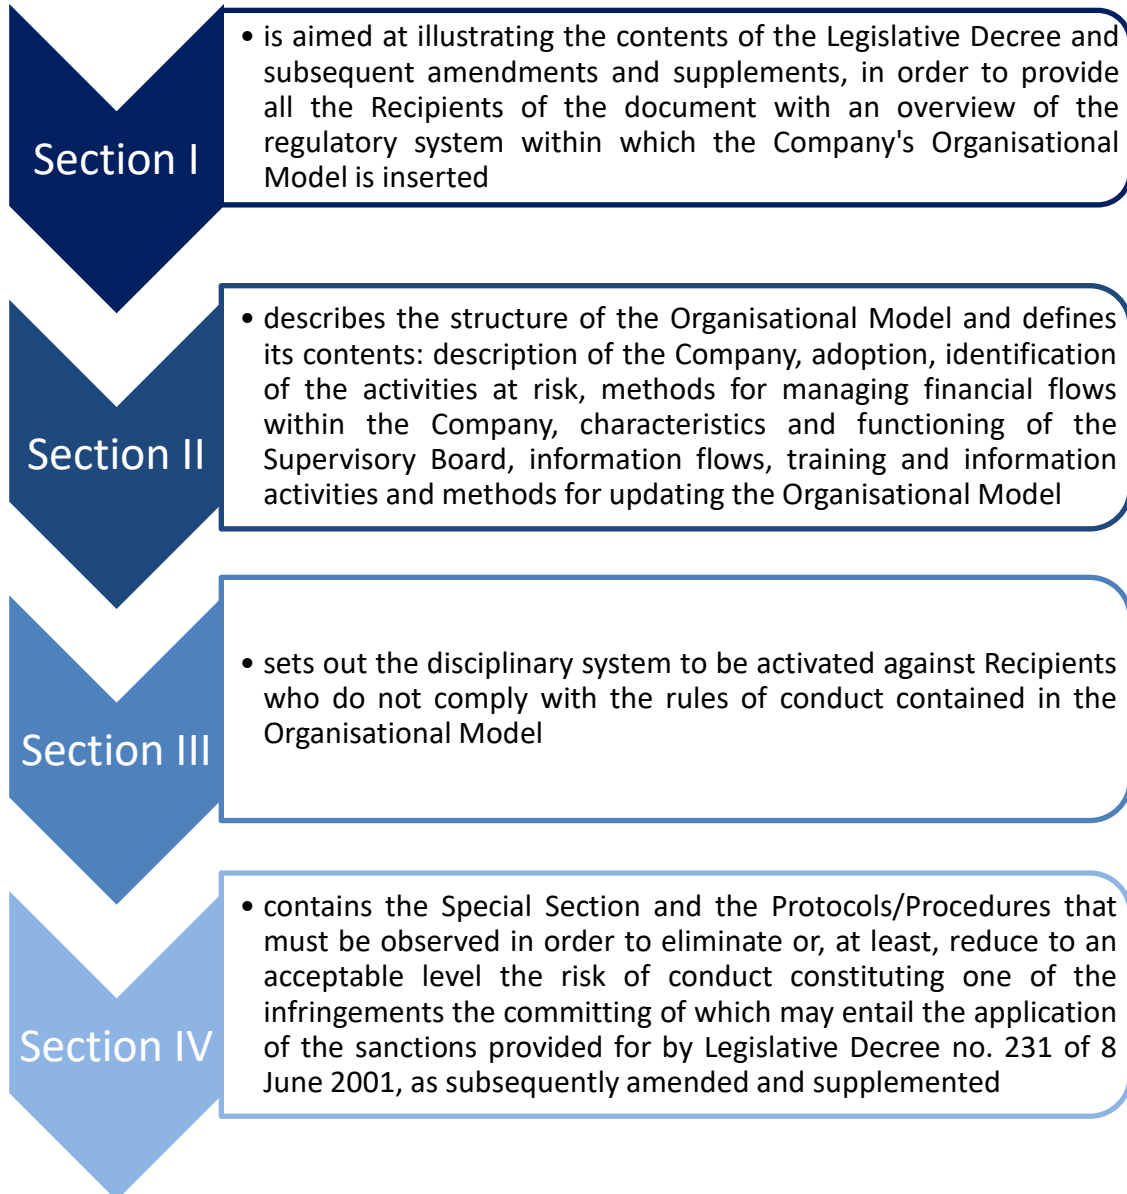 Section I
• is aimed at illustrating the contents of the Legislative Decree and
subsequent amendments and supplements, in order to provide
all the Recipients of the document with an overview of the
regulatory system within which the Company's Organisational
Model is inserted
Section II
• describes the structure of the Organisational Model and defines
its contents: description of the Company, adoption, identification
of the activities at risk, methods for managing financial flows
within the Company, characteristics and functioning of the
Supervisory Board, information flows, training and information
activities and methods for updating the Organisational Model
Section III
• sets out the disciplinary system to be activated against Recipients
who do not comply with the rules of conduct contained in the
Organisational Model
Section IV
• contains the Special Section and the Protocols/Procedures that
must be observed in order to eliminate or, at least, reduce to an
acceptable level the risk of conduct constituting one of the
infringements the committing of which may entail the application
of the sanctions provided for by Legislative Decree no. 231 of 8
June 2001, as subsequently amended and supplemented